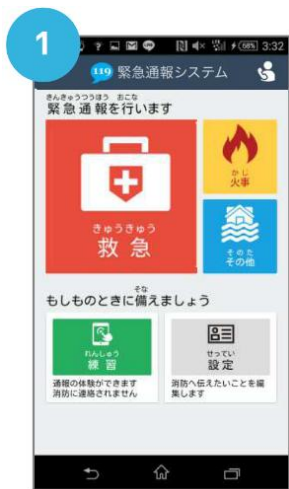 1
68% 3:32
119 緊急通報システム
きんきゅうつうほう おこな
緊急通報を行います
きゅうきゅう
救急
かじ
火事
そのた
その他
そな
もしものときに備えましょう
れんしゅう
練習
通報の体験ができます
消防に連絡されません
せってい
設定
消防へ伝えたいことを編
集します